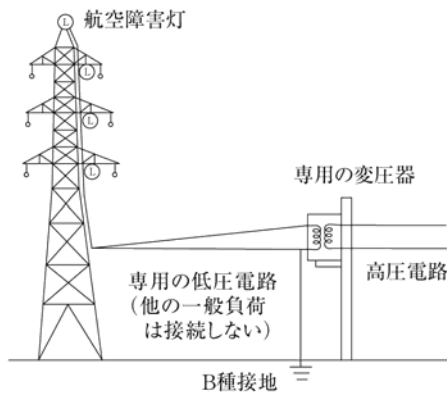 L
航空障害灯
L
L
L
専用の変圧器
高圧電路
専用の低圧電路
(他の一般負荷
は接続しない)
B種接地